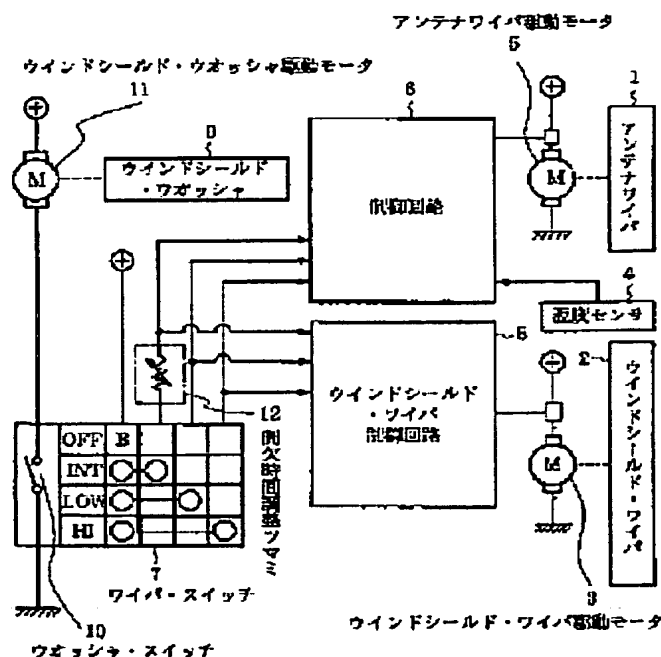 アンテナワイパ駆動モータ
5
ウインドシールド・ウオッシャ駆動モータ
11
6
1
M
ウインドシールド
・ウオッシャ
制御回路
M
アンテナワイパ
4
センサ
ウインドシールド
・ワイパ
制御回路
2
M
ウインドシールド・ワイパ
12
間欠時間調整ツマミ
OFF B
INT
LOW
HI
7
ワイパ・スイッチ
3
10
ウオッシャ・スイッチ
ウインドシールド・ワイパ駆動モータ